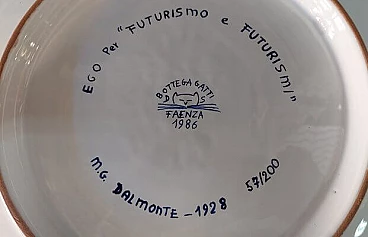 EGO per "FUTURISMO e FUTURISMI"
BOTTEGA GATTI
D S
FAENZA
1986
M.G. DALMONTE - 1928 57/200